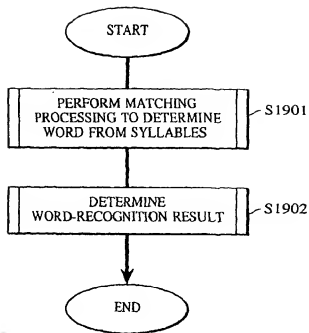 START
PERFORM MATCHING
PROCESSING TO DETERMINE
WORD FROM SYLLABLES
S1901
DETERMINE
WORD-RECOGNITION RESULT
S1902
END